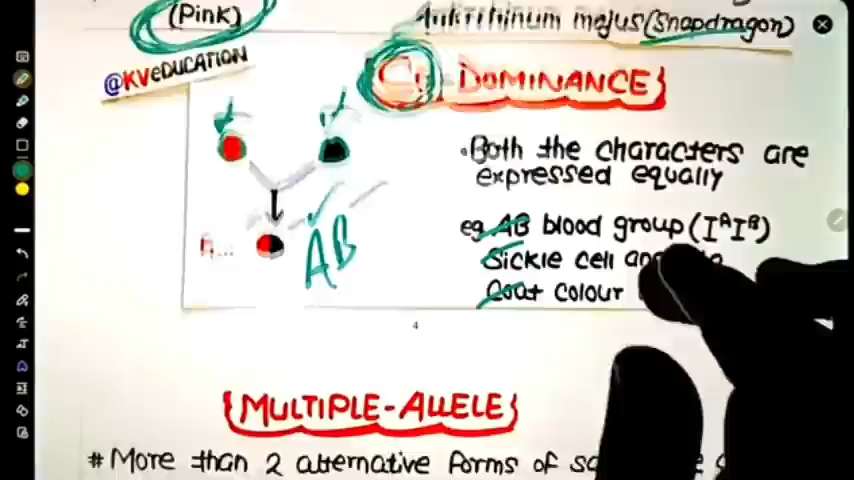 (Pink)
Antirrhinum majus (Snapdragon)
@KVeDUCATION
DOMINANCE
•Both the characters are
expressed equally
AB
eg. AB blood group (IᴬIᴮ)
Sickle cell
Coat colour
4
MULTIPLE-ALLELE
# More than 2 alternative forms of